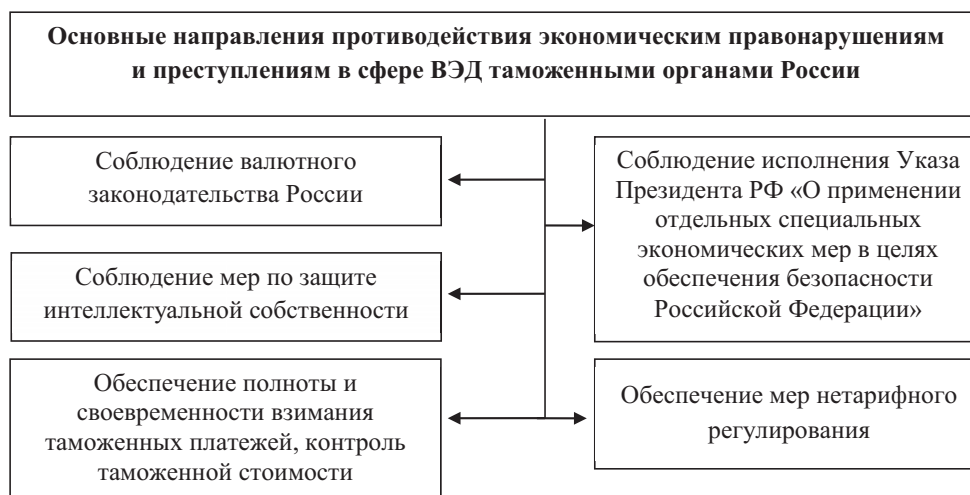 Основные направления противодействия экономическим правонарушениям
и преступлениям в сфере ВЭД таможенными органами России
Соблюдение валютного
законодательства России
Соблюдение исполнения Указа
Президента РФ «О применении
отдельных специальных
экономических мер в целях
обеспечения безопасности
Российской Федерации»
Соблюдение мер по защите
интеллектуальной собственности
Обеспечение полноты и
своевременности взимания
таможенных платежей, контроль
таможенной стоимости
Обеспечение мер нетарифного
регулирования